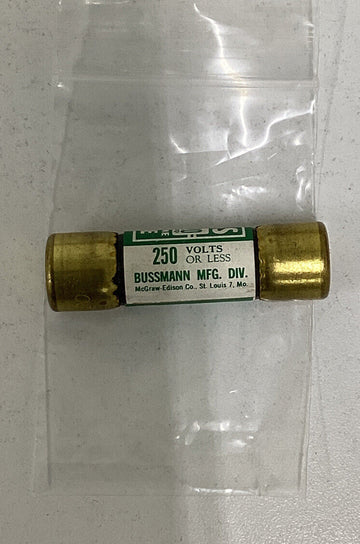 250 VOLTS OR LESS
BUSSMANN MFG. DIV.
McGraw-Edison Co., St. Louis 7, Mo.